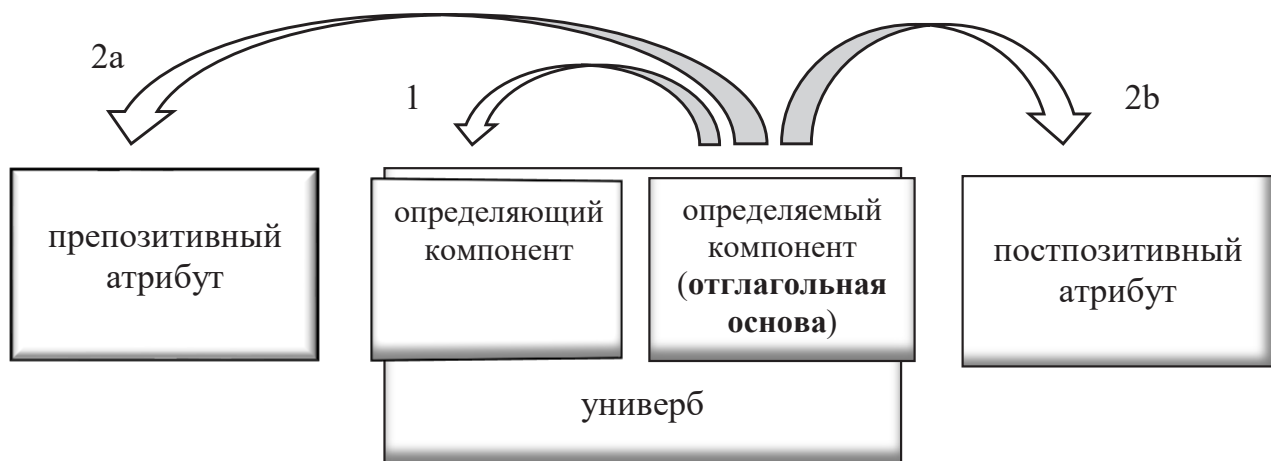 2a
1
2b
препозитивный
атрибут
определяющий
компонент
определяемый
компонент
(отглагольная
основа)
постпозитивный
атрибут
универб